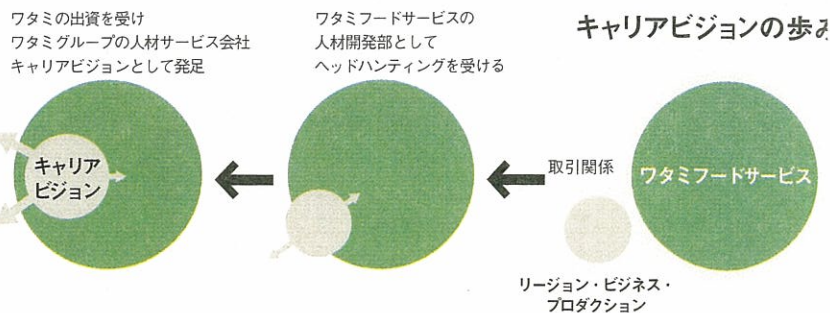 キャリアビジョンの歩み
ワタミの出資を受け
ワタミグループの人材サービス会社
キャリアビジョンとして発足
ワタミフードサービスの
人材開発部として
ヘッドハンティングを受ける
キャリア
ビジョン
取引関係
ワタミフードサービス
リージョン・ビジネス・
プロダクション